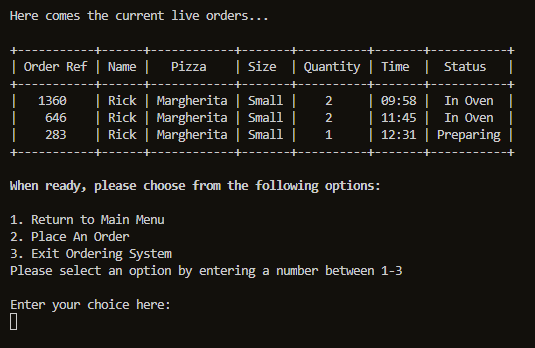 Here comes the current live orders...
+-----------+------+------------+-------+----------+-------+-----------+
| Order Ref | Name |   Pizza    | Size  | Quantity | Time  |  Status   |
+-----------+------+------------+-------+----------+-------+-----------+
|   1360    | Rick | Margherita | Small |    2     | 09:58 |  In Oven  |
|    646    | Rick | Margherita | Small |    2     | 11:45 |  In Oven  |
|    283    | Rick | Margherita | Small |    1     | 12:31 | Preparing |
+-----------+------+------------+-------+----------+-------+-----------+
When ready, please choose from the following options:
1. Return to Main Menu
2. Place An Order
3. Exit Ordering System
Please select an option by entering a number between 1-3
Enter your choice here: